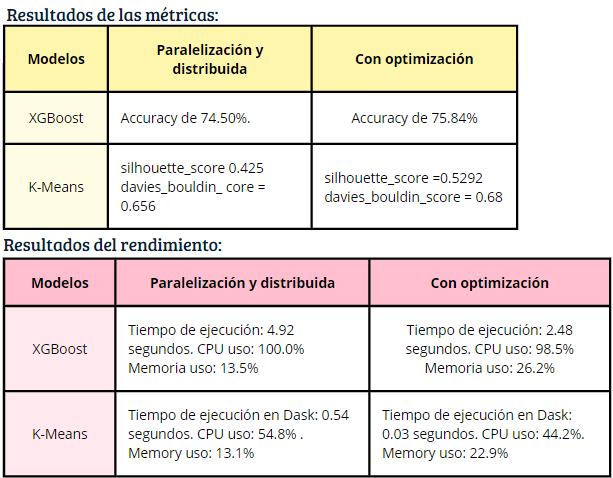 Resultados de las métricas:
Modelos
Paralelización y
distribuida
Con optimización
XGBoost
Accuracy de 74.50%.
Accuracy de 75.84%
K-Means
silhouette_score 0.425
davies_bouldin_ core =
0.656
silhouette_score =0.5292
davies_bouldin_score = 0.68
Resultados del rendimiento:
Modelos
Paralelización y distribuida
Con optimización
XGBoost
Tiempo de ejecución: 4.92
segundos. CPU uso: 100.0%
Memoria uso: 13.5%
Tiempo de ejecución: 2.48
segundos. CPU uso: 98.5%
Memoria uso: 26.2%
K-Means
Tiempo de ejecución en Dask: 0.54
segundos. CPU uso: 54.8% .
Memory uso: 13.1%
Tiempo de ejecución en Dask:
0.03 segundos. CPU uso: 44.2%.
Memory uso: 22.9%